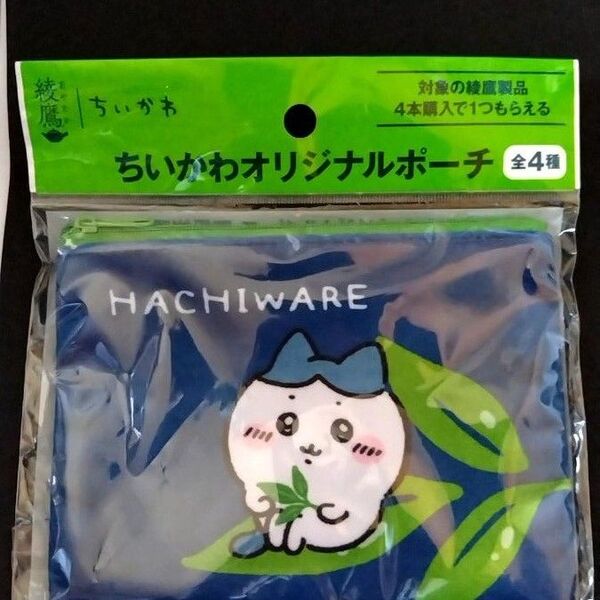 綾鷹 ちいかわ
対象の綾鷹製品
4本購入で1つもらえる
ちいかわオリジナルポーチ 全4種
HACHIWARE